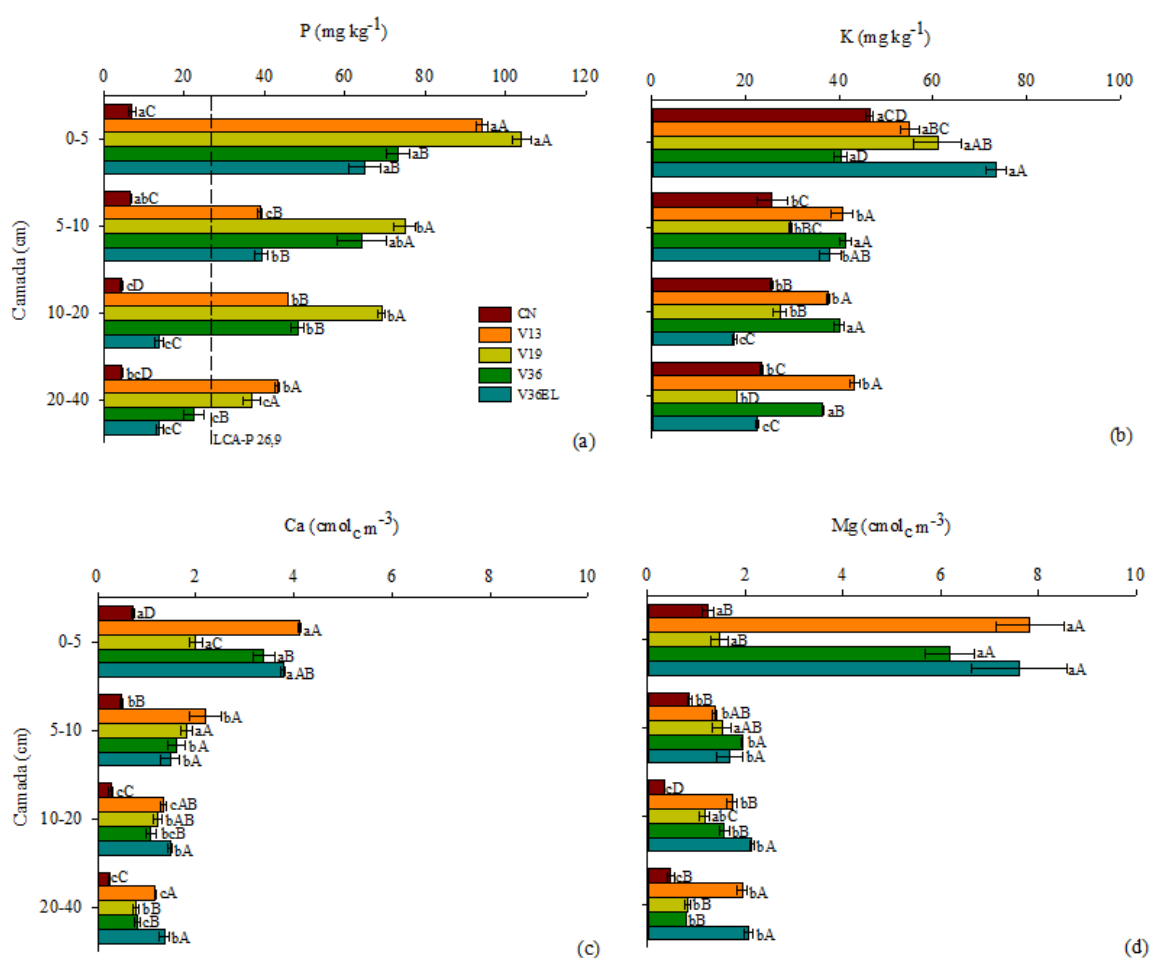 P (mg kg-1)
0 20 40 60 80 100 120
Camada (cm)
0-5
aC
aA
aA
aB
aB
5-10
abC
cB
bA
abA
bB
10-20
cD
bB
bA
bB
cC
20-40
bcD
bA
cA
cB
cC
LCA-P 26,9
CN
V13
V19
V36
V36EL
(a)
K (mg kg-1)
0 20 40 60 80 100
aCD
aBC
aAB
aD
aA
bC
bA
bBC
aA
bAB
bB
bA
bB
aA
cC
bC
bA
bD
aB
cC
(b)
Ca (cmolc m-3)
0 2 4 6 8 10
Camada (cm)
0-5
aD
aA
aC
aB
aAB
5-10
bB
bA
aA
bA
bA
10-20
cC
cAB
bAB
bcB
bA
20-40
cC
cA
bB
cB
bA
(c)
Mg (cmolc m-3)
0 2 4 6 8 10
aB
aA
aB
aA
aA
bB
bAB
aAB
bA
bA
cD
bB
abC
bB
bA
cB
bA
bB
bB
bA
(d)